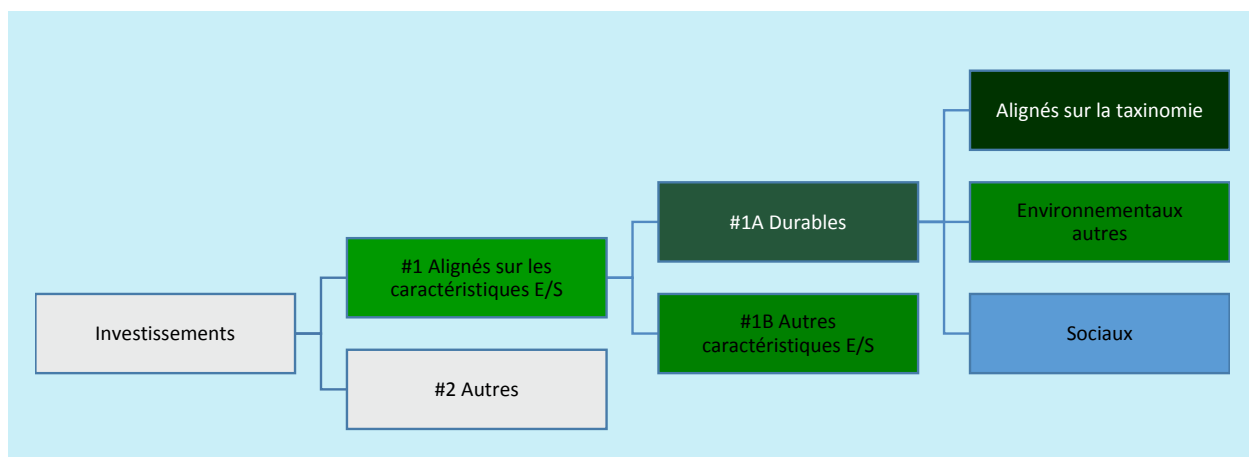 Investissements
#1 Alignés sur les
caractéristiques E/S
#2 Autres
#1A Durables
#1B Autres
caractéristiques E/S
Alignés sur la taxinomie
Environnementaux
autres
Sociaux